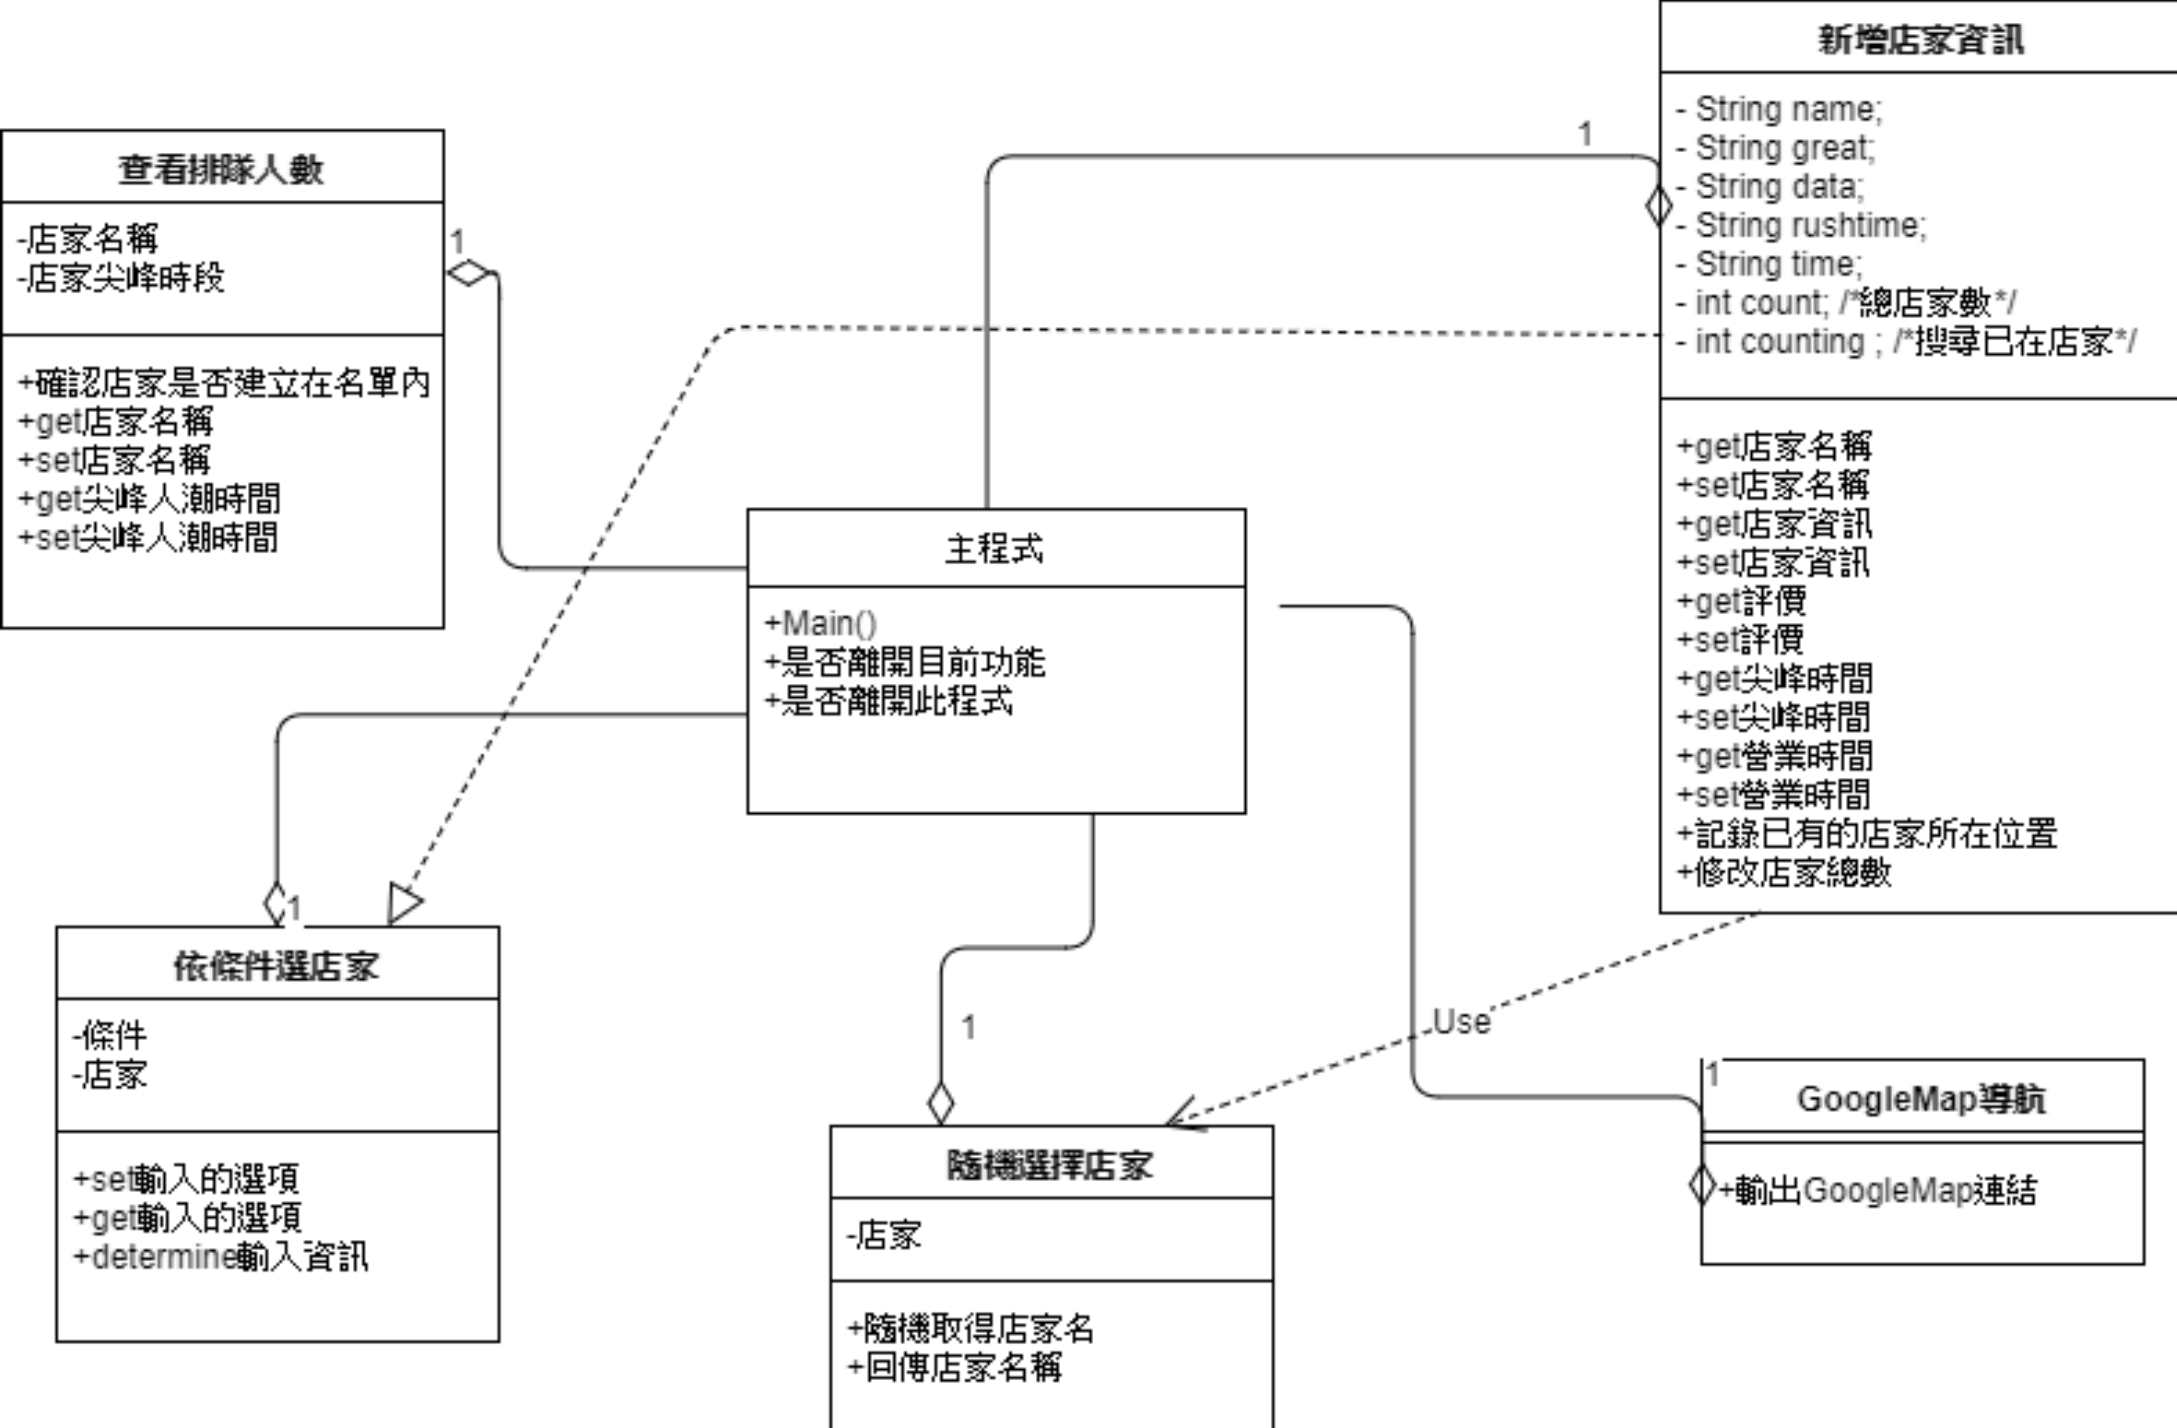 新增店家資訊
- String name;
- String great;
- String data;
- String rushtime;
- String time;
- int count; /*總店家數*/
- int counting ; /*搜尋已在店家*/
+get店家名稱
+set店家名稱
+get店家資訊
+set店家資訊
+get評價
+set評價
+get尖峰時間
+set尖峰時間
+get營業時間
+set營業時間
+記錄已有的店家所在位置
+修改店家總數
1
查看排隊人數
-店家名稱
-店家尖峰時段
+確認店家是否建立在名單內
+get店家名稱
+set店家名稱
+get尖峰人潮時間
+set尖峰人潮時間
1
主程式
+Main()
+是否離開目前功能
+是否離開此程式
1
依條件選店家
-條件
-店家
+set輸入的選項
+get輸入的選項
+determine輸入資訊
1
隨機選擇店家
-店家
+隨機取得店家名
+回傳店家名稱
Use
1
GoogleMap導航
+輸出GoogleMap連結